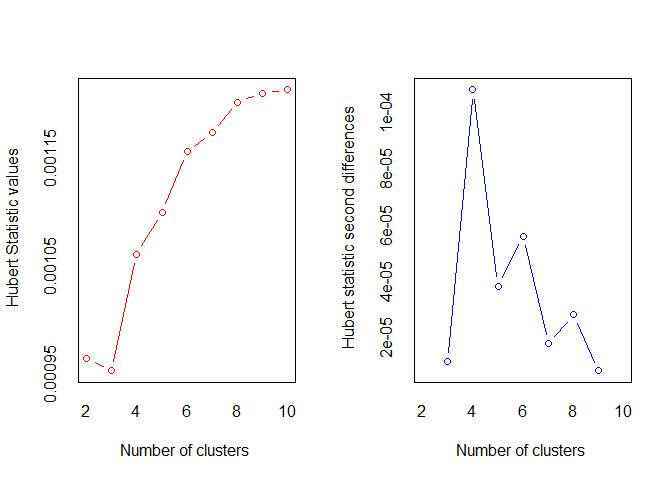 Hubert Statistic values
0.00115
0.00105
0.00095
2 4 6 8 10
Number of clusters
Hubert statistic second differences
1e-04
8e-05
6e-05
4e-05
2e-05
2 4 6 8 10
Number of clusters